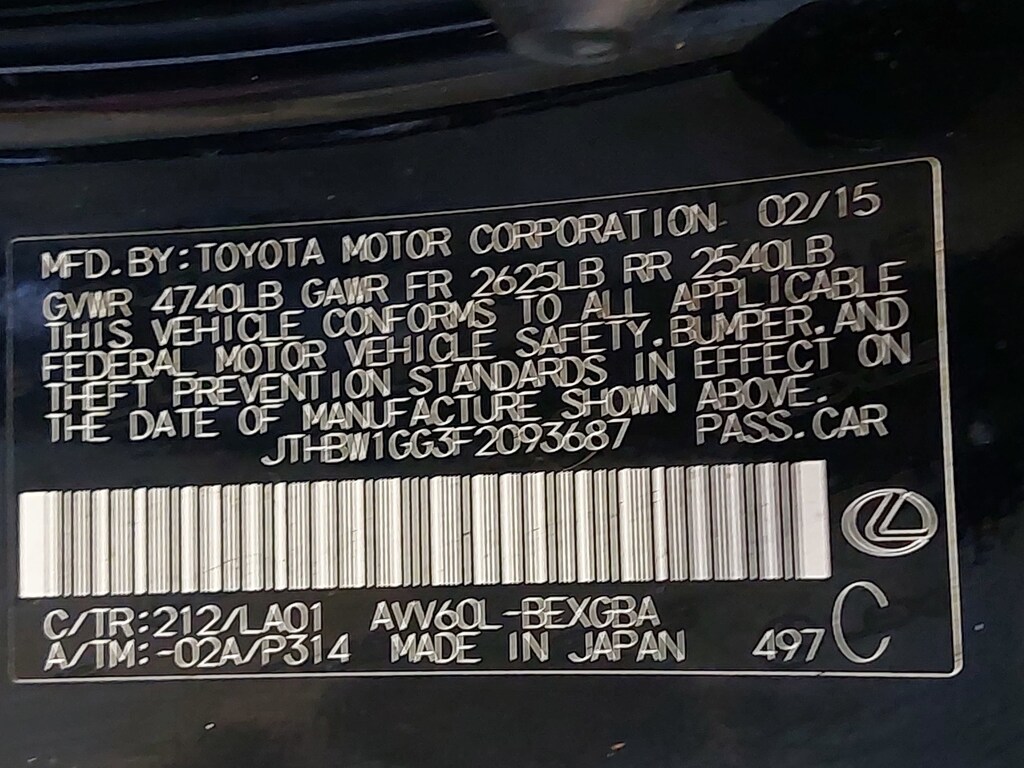 MFD. BY: TOYOTA MOTOR CORPORATION 02/15
GVWR 4740LB GAWR FR 2625LB RR 2540LB
THIS VEHICLE CONFORMS TO ALL APPLICABLE
FEDERAL MOTOR VEHICLE SAFETY, BUMPER, AND
THEFT PREVENTION STANDARDS IN EFFECT ON
THE DATE OF MANUFACTURE SHOWN ABOVE.
JTHBW1GG3F2093687 PASS. CAR
C/TR:212/LA01 AVV60L-BEXGBA
A/TM:-02A/P314 MADE IN JAPAN 497 C